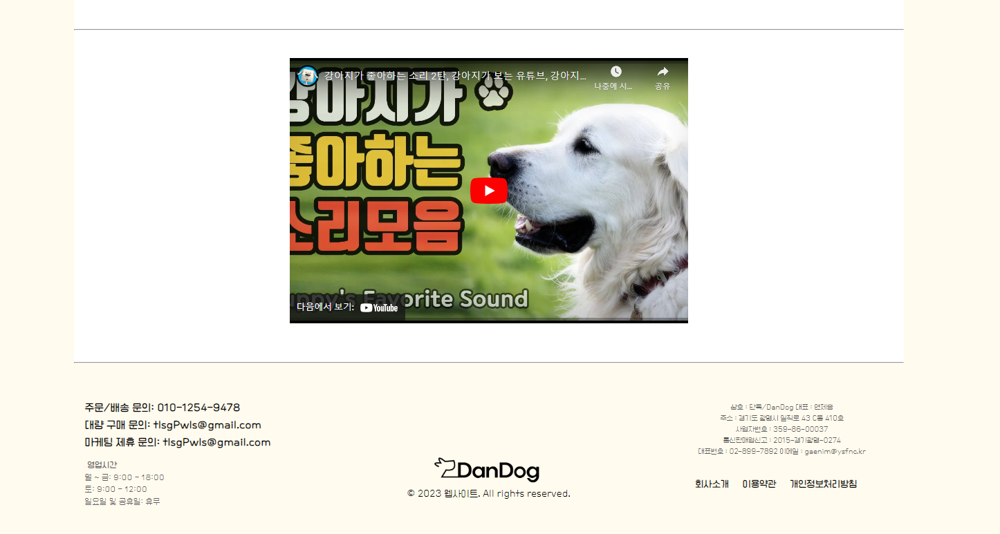 강아지가 좋아하는 소리 2탄, 강아지가 보는 유튜브, 강아지...
나중에 시...
공유
강아지가
좋아하는
소리모음
Puppy's Favorite Sound
다음에서 보기: YouTube
주문/배송 문의: 010-1254-9478
대량 구매 문의: tlsgPwls@gmail.com
마케팅 제휴 문의: tlsgPwls@gmail.com
영업시간
월 ~ 금: 9:00 - 18:00
토: 9:00 - 12:00
일요일 및 공휴일: 휴무
DanDog
© 2023 웹사이트. All rights reserved.
상호 : 단독/DanDog 대표 : 연제홈
주소 : 경기도 광명시 일직로 43 C동 410호
사업자번호 : 359-86-00037
통신판매업신고 : 2015-경기광명-0274
대표번호 : 02-899-7892 이메일 : gaenim@ysfnc.kr
회사소개 이용약관 개인정보처리방침